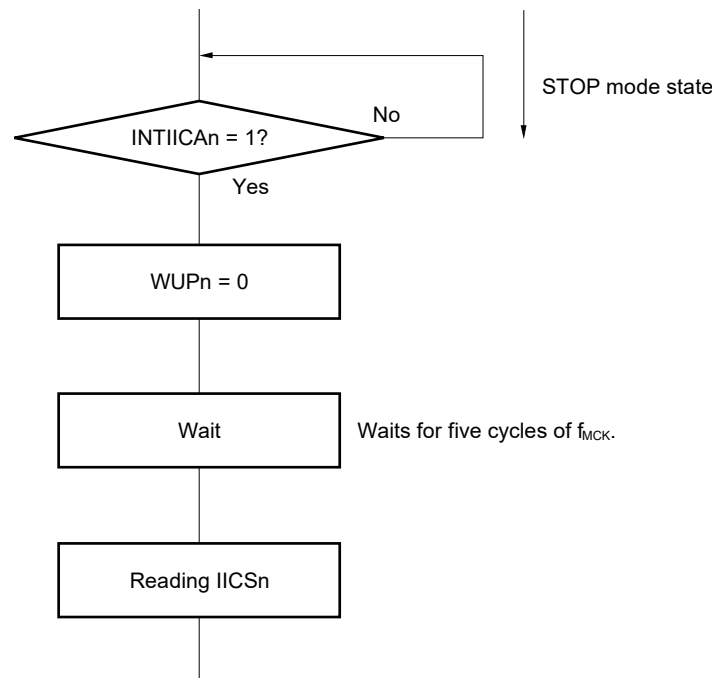 STOP mode state
No
INTIICAn = 1?
Yes
WUPn = 0
Wait
Waits for five cycles of fMCK.
Reading IICSn